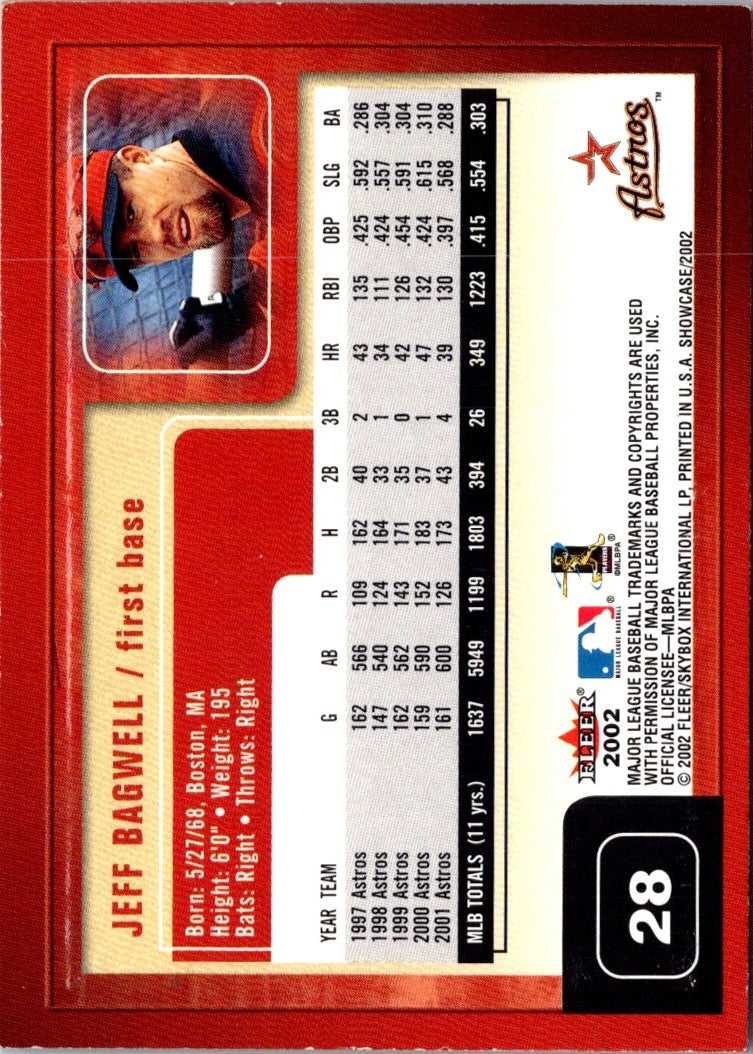 JEFF BAGWELL / first base
Born: 5/27/68, Boston, MA
Height: 6'0" • Weight: 195
Bats: Right • Throws: Right
YEAR TEAM G AB R H 2B 3B HR RBI OBP SLG BA
1997 Astros 162 566 109 162 40 2 43 135 .425 .592 .286
1998 Astros 147 540 124 164 33 1 34 111 .424 .557 .304
1999 Astros 162 562 143 171 35 0 42 126 .454 .591 .304
2000 Astros 159 590 152 183 37 1 47 132 .424 .615 .310
2001 Astros 161 600 126 173 43 4 39 130 .397 .568 .288
MLB TOTALS (11 yrs.) 1637 5949 1199 1803 394 26 349 1223 .415 .554 .303
28
FLEER®
2002
MAJOR LEAGUE BASEBALL ®
PLAYERS ®
©MLBPA
Astros™
MAJOR LEAGUE BASEBALL TRADEMARKS AND COPYRIGHTS ARE USED
WITH PERMISSION OF MAJOR LEAGUE BASEBALL PROPERTIES, INC.
OFFICIAL LICENSEE—MLBPA
© 2002 FLEER/SKYBOX INTERNATIONAL LP, PRINTED IN U.S.A. SHOWCASE/2002